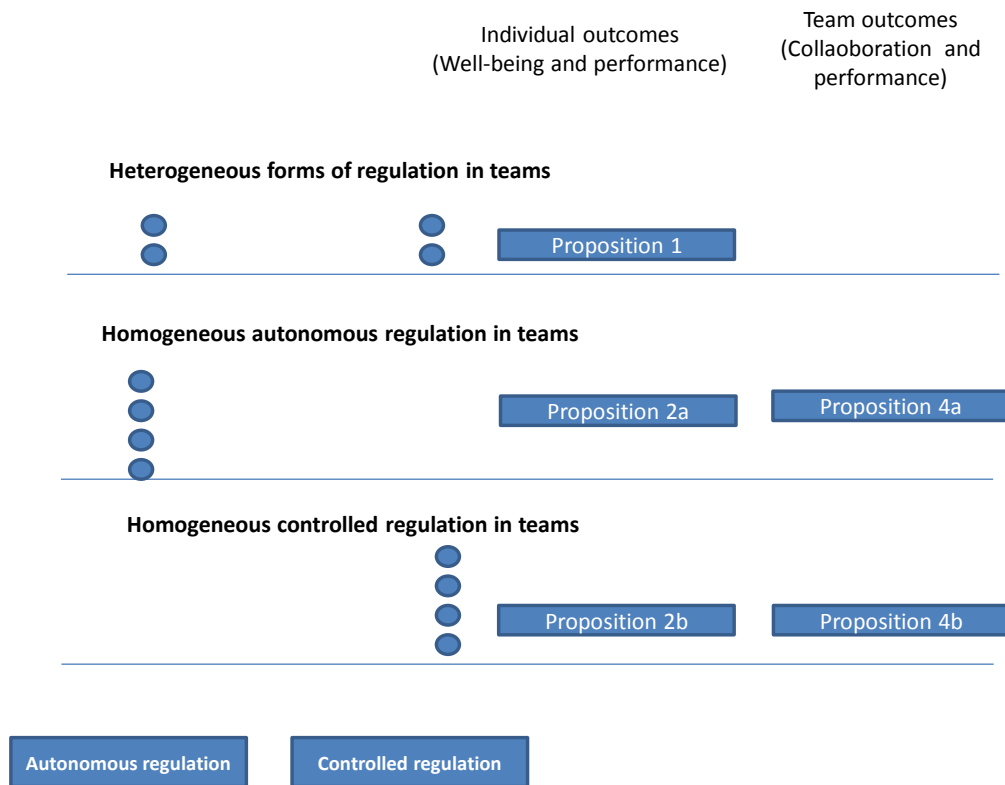 Individual outcomes
(Well-being and performance)
Team outcomes
(Collaoboration and
performance)
Heterogeneous forms of regulation in teams
Proposition 1
Homogeneous autonomous regulation in teams
Proposition 2a
Proposition 4a
Homogeneous controlled regulation in teams
Proposition 2b
Proposition 4b
Autonomous regulation
Controlled regulation